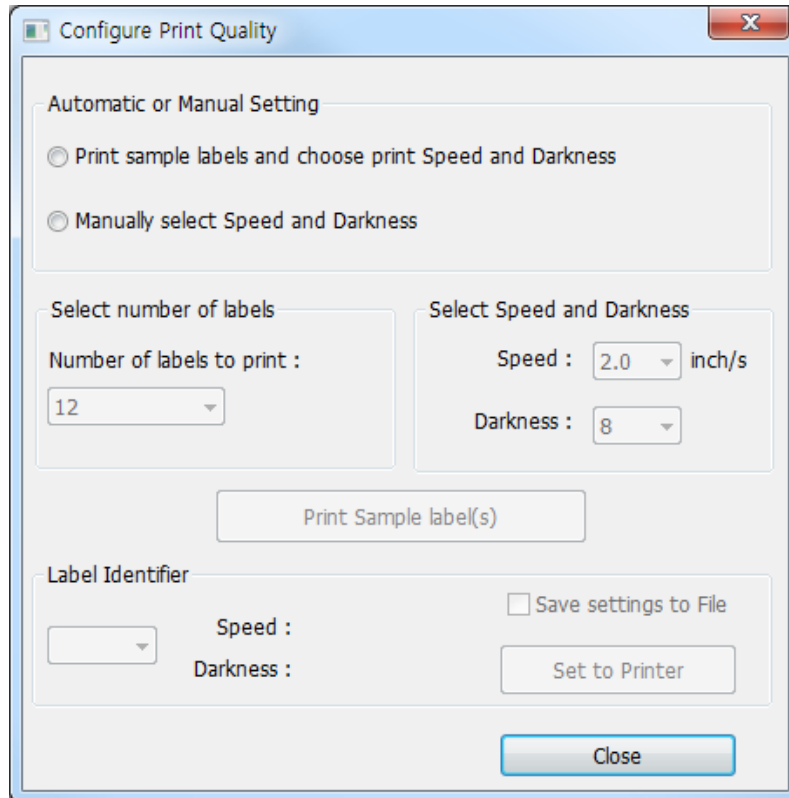 Configure Print Quality
Automatic or Manual Setting
Print sample labels and choose print Speed and Darkness
Manually select Speed and Darkness
Select number of labels
Number of labels to print :
12
Select Speed and Darkness
Speed : 2.0 inch/s
Darkness : 8
Print Sample label(s)
Label Identifier
Speed :
Darkness :
Save settings to File
Set to Printer
Close